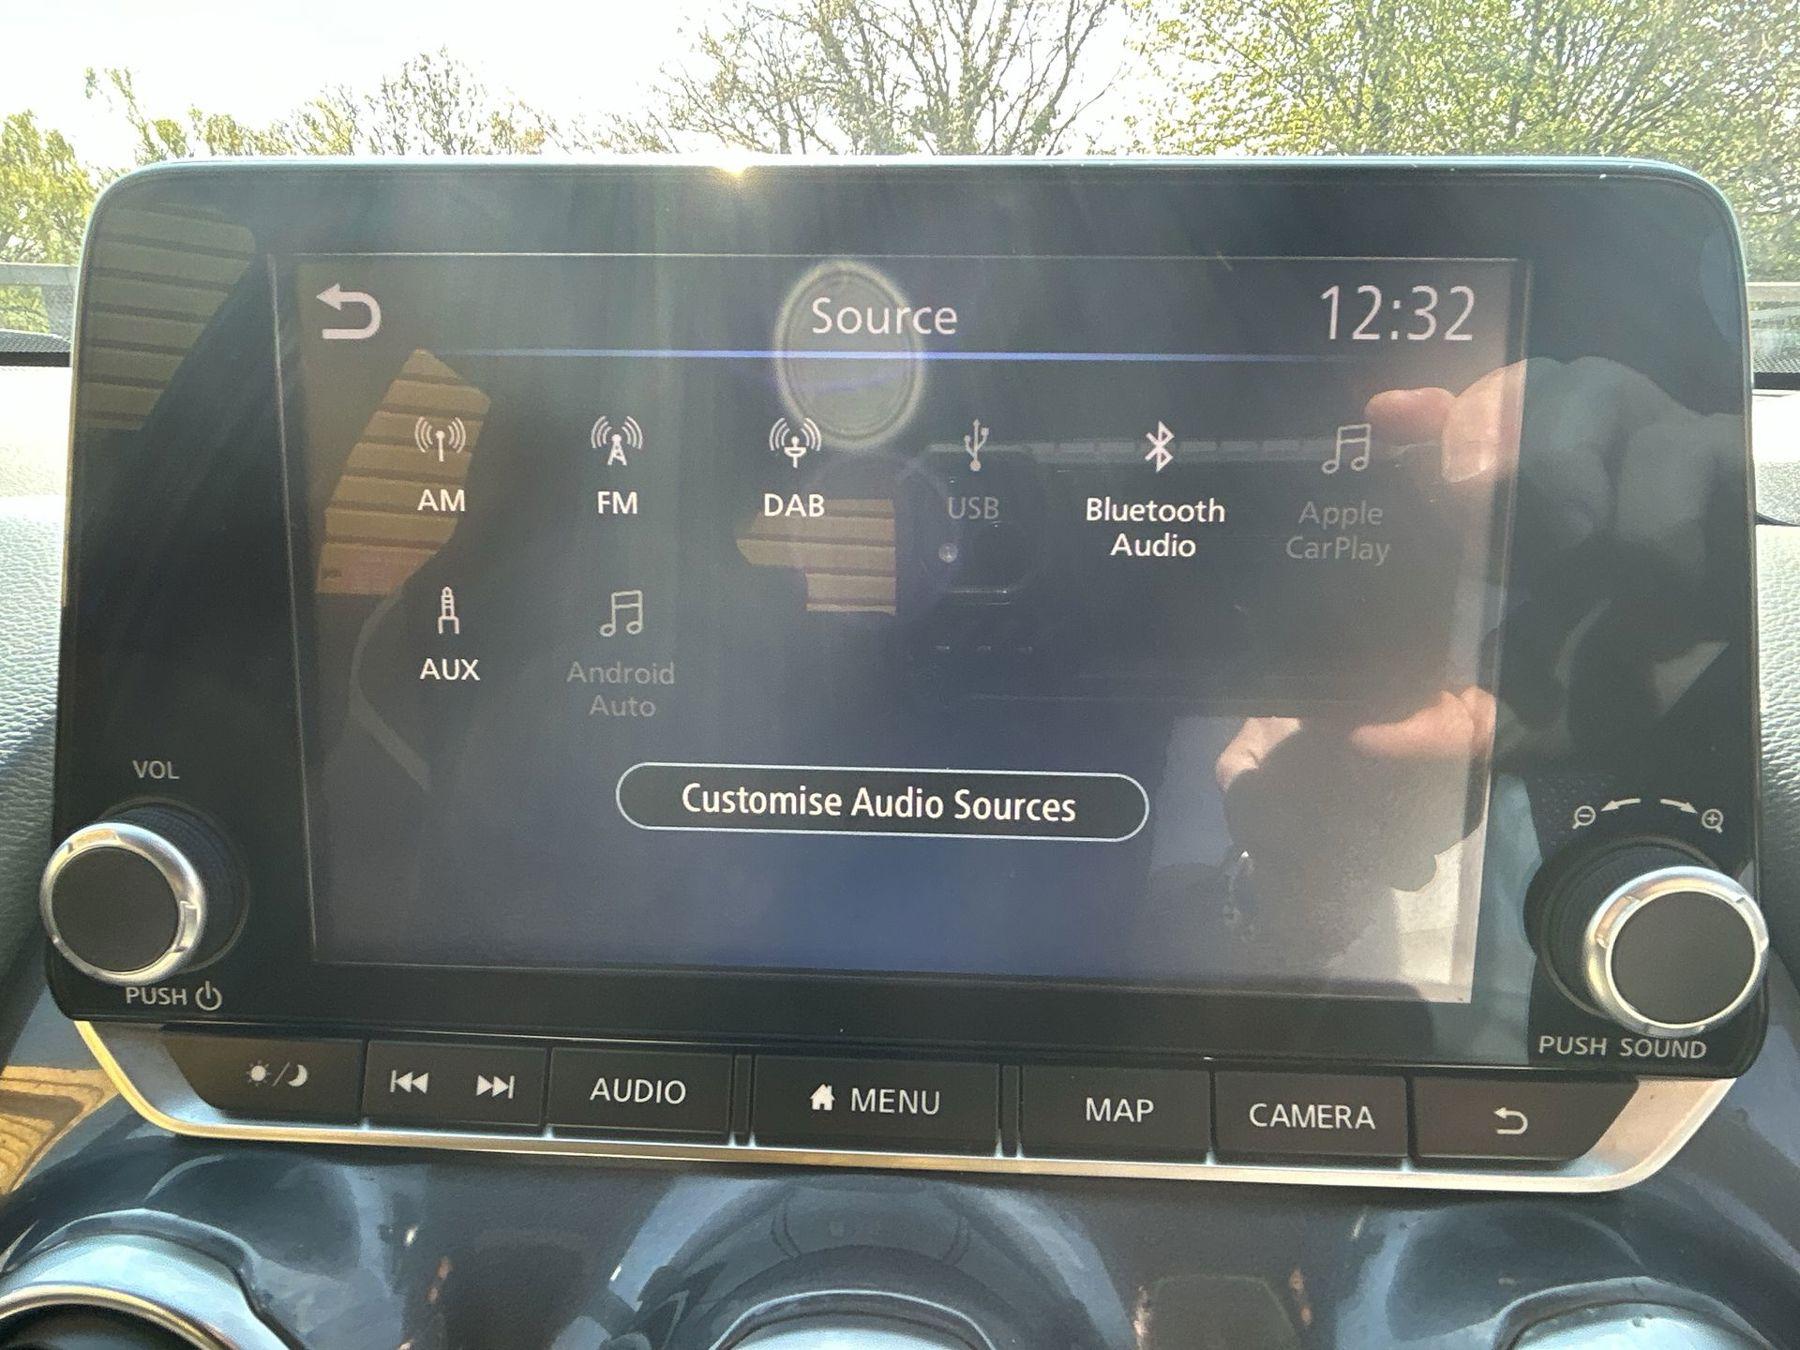 Source
12:32
AM
FM
DAB
USB
Bluetooth
Audio
Apple
CarPlay
AUX
Android
Auto
Customise Audio Sources
VOL
PUSH
PUSH SOUND
AUDIO
MENU
MAP
CAMERA